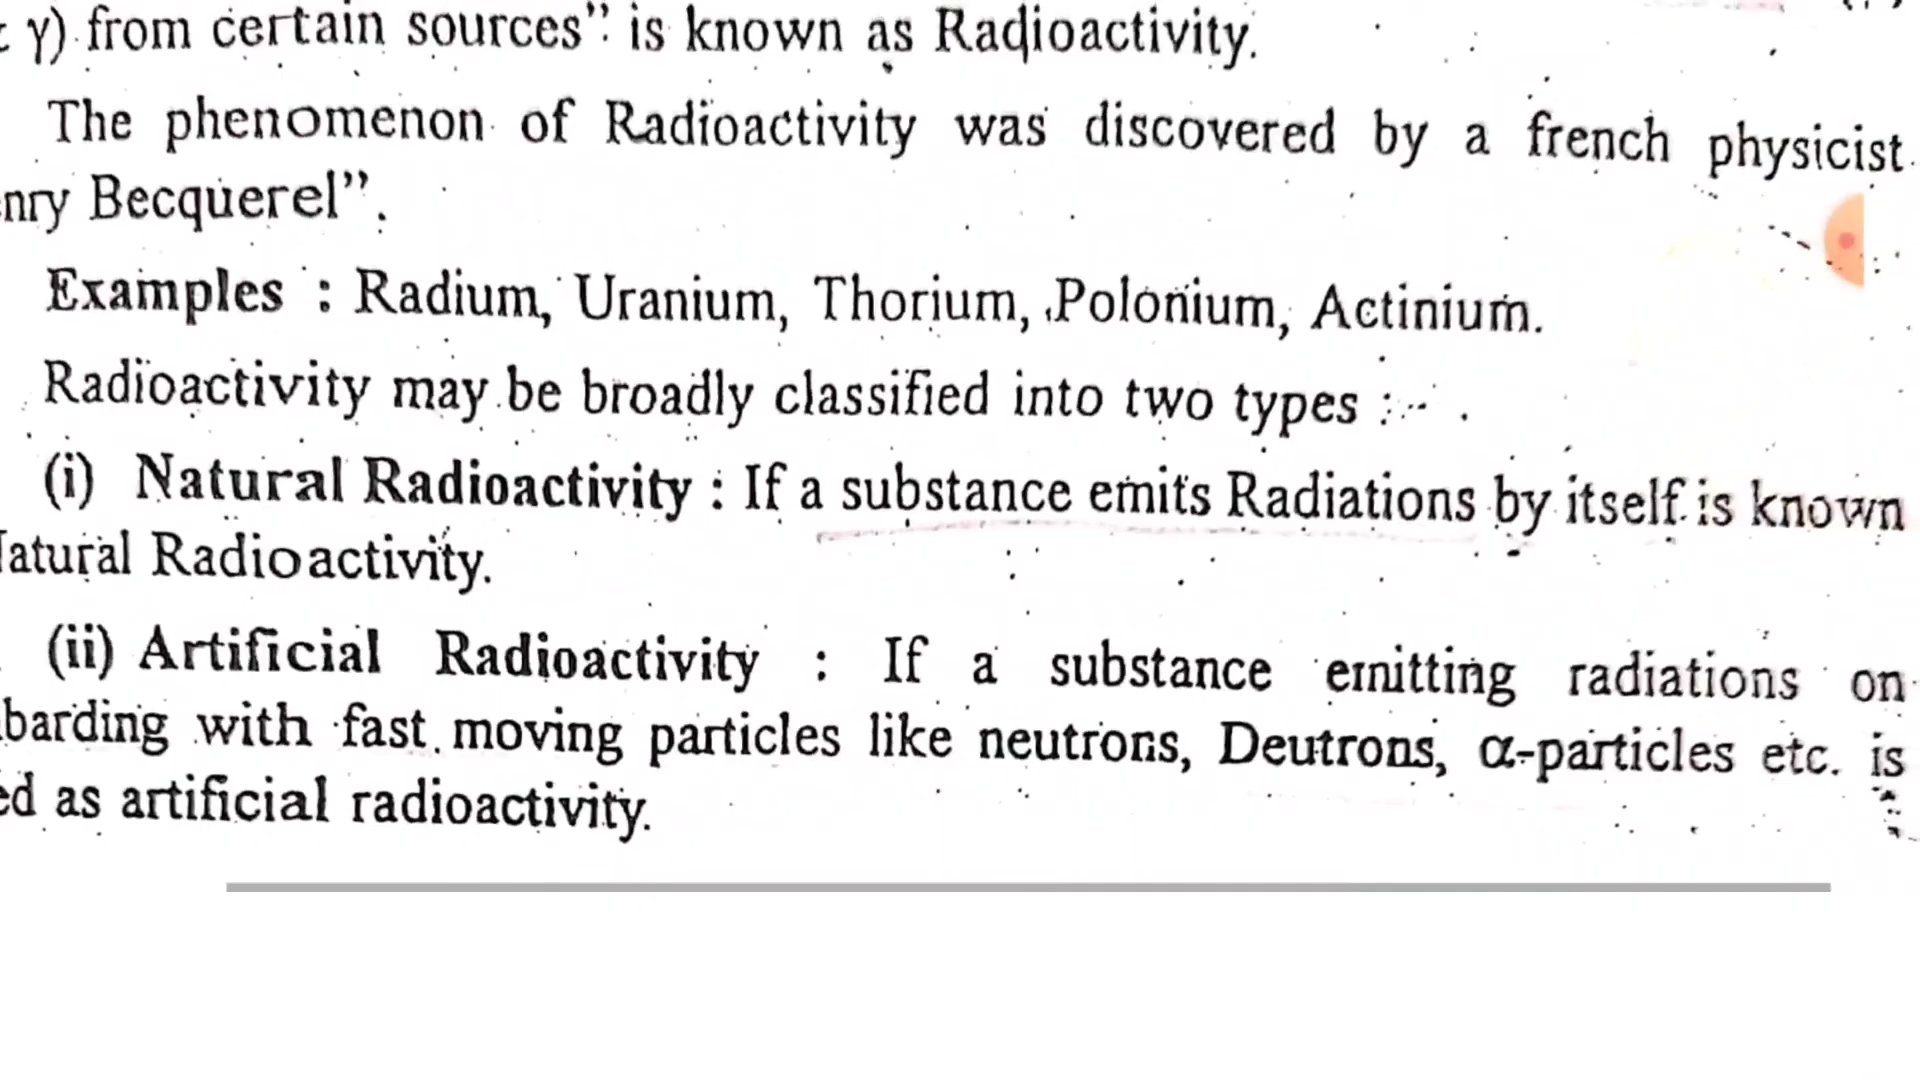 γ) from certain sources” is known as Radioactivity.
The phenomenon of Radioactivity was discovered by a french physicist
nry Becquerel”.
Examples : Radium, Uranium, Thorium, Polonium, Actinium.
Radioactivity may be broadly classified into two types :-
(i) Natural Radioactivity : If a substance emits Radiations by itself is known
atural Radioactivity.
(ii) Artificial Radioactivity : If a substance emitting radiations on
barding with fast moving particles like neutrons, Deutrons, α-particles etc. is
ed as artificial radioactivity.